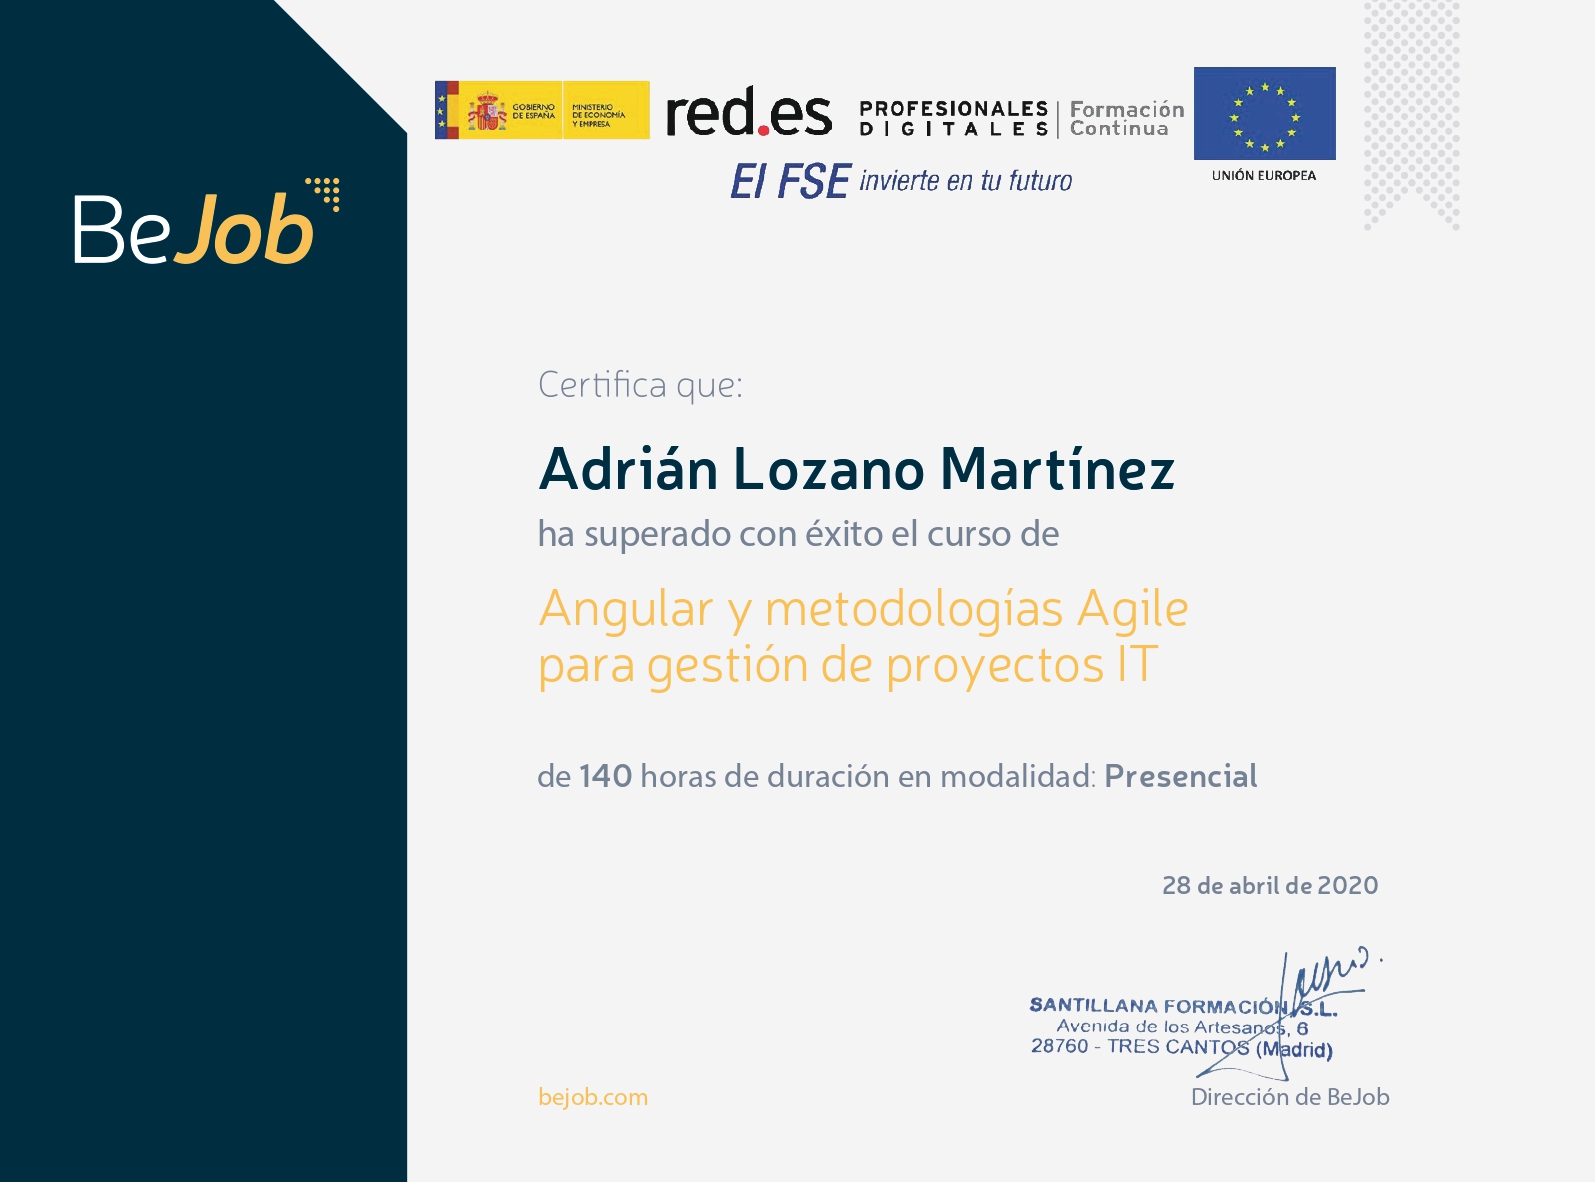 BeJob
GOBIERNO
DE ESPAÑA
MINISTERIO
DE ECONOMÍA
Y EMPRESA
red.es
PROFESIONALES
DIGITALES
Formación
Continua
UNIÓN EUROPEA
El FSE invierte en tu futuro
Certifica que:
Adrián Lozano Martínez
ha superado con éxito el curso de
Angular y metodologías Agile
para gestión de proyectos IT
de 140 horas de duración en modalidad: Presencial
28 de abril de 2020
SANTILLANA FORMACIÓN, S.L.
Avenida de los Artesanos, 6
28760 - TRES CANTOS (Madrid)
bejob.com
Dirección de BeJob